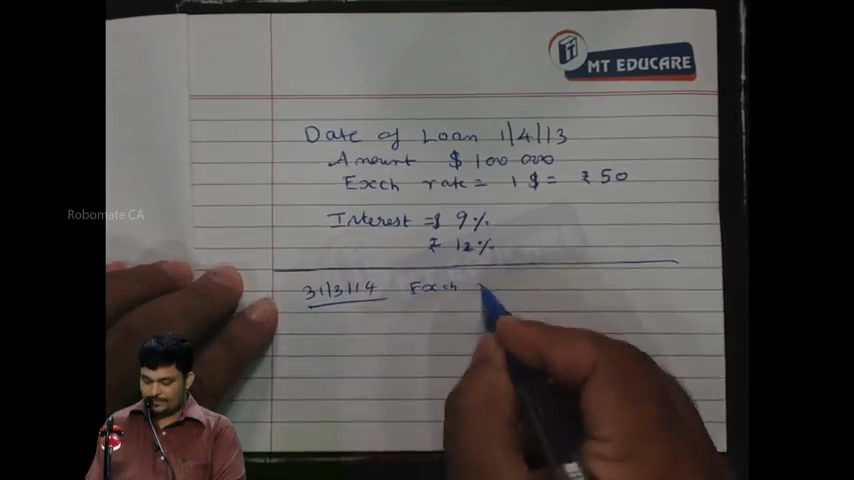 MT EDUCARE
Date of Loan 1/4/13
Amount $ 100 000
Exch rate = 1 $ = ₹ 50
Robomate CA
Interest = $ 9 %
₹ 12 %
31/3/14 Exch